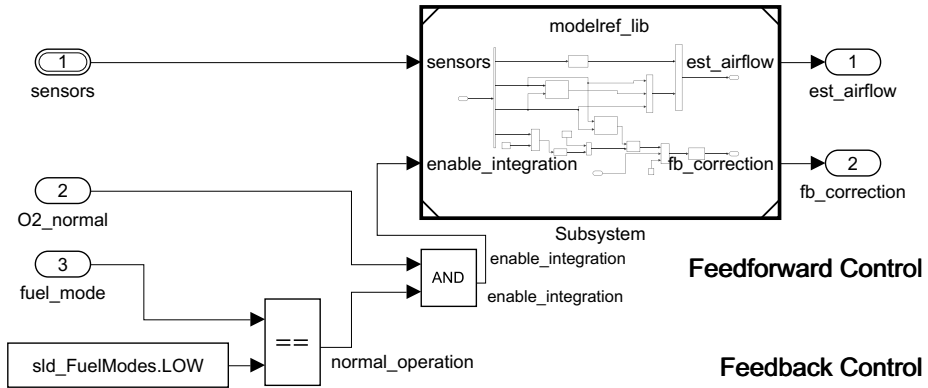 modelref_lib
1
sensors
sensors
est_airflow
1
est_airflow
enable_integration
fb_correction
2
fb_correction
2
O2_normal
Subsystem
enable_integration
AND
enable_integration
Feedforward Control
3
fuel_mode
==
normal_operation
sld_FuelModes.LOW
Feedback Control